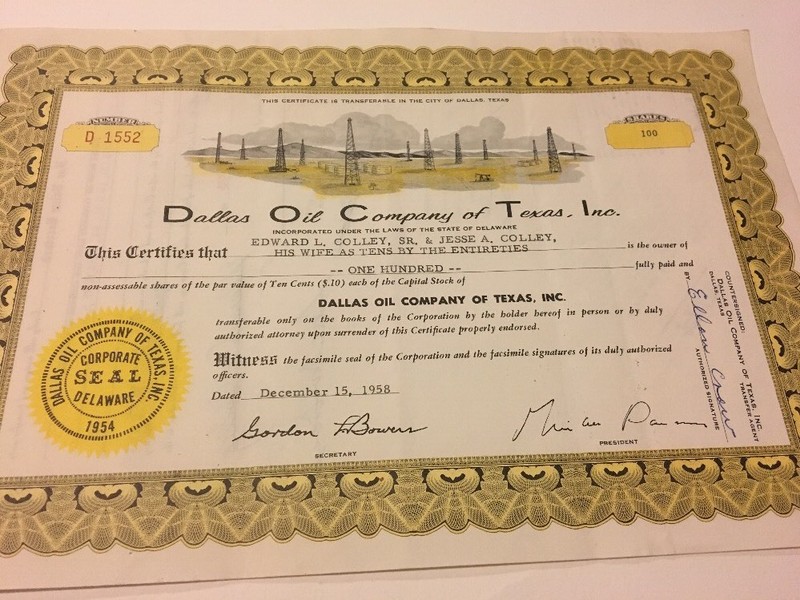 THIS CERTIFICATE IS TRANSFERABLE IN THE CITY OF DALLAS, TEXAS
NUMBER
D 1552
SHARES
100
Dallas Oil Company of Texas, Inc.
INCORPORATED UNDER THE LAWS OF THE STATE OF DELAWARE
This Certifies that
EDWARD L. COLLEY, SR. & JESSE A. COLLEY,
HIS WIFE AS TENS BY THE ENTIRETIES
is the owner of
-- ONE HUNDRED --
fully paid and
non-assessable shares of the par value of Ten Cents ($.10) each of the Capital Stock of
DALLAS OIL COMPANY OF TEXAS, INC.
transferable only on the books of the Corporation by the holder hereof in person or by duly
authorized attorney upon surrender of this Certificate properly endorsed.
Witness the facsimile seal of the Corporation and the facsimile signatures of its duly authorized
officers.
Dated December 15, 1958
DALLAS OIL COMPANY OF TEXAS, INC.
CORPORATE
SEAL
DELAWARE
1954
Gordon Bowers
SECRETARY
PRESIDENT
COUNTERSIGNED:
DALLAS OIL COMPANY OF TEXAS, INC.
DALLAS, TEXAS
TRANSFER AGENT
BY
Ellen
AUTHORIZED SIGNATURE